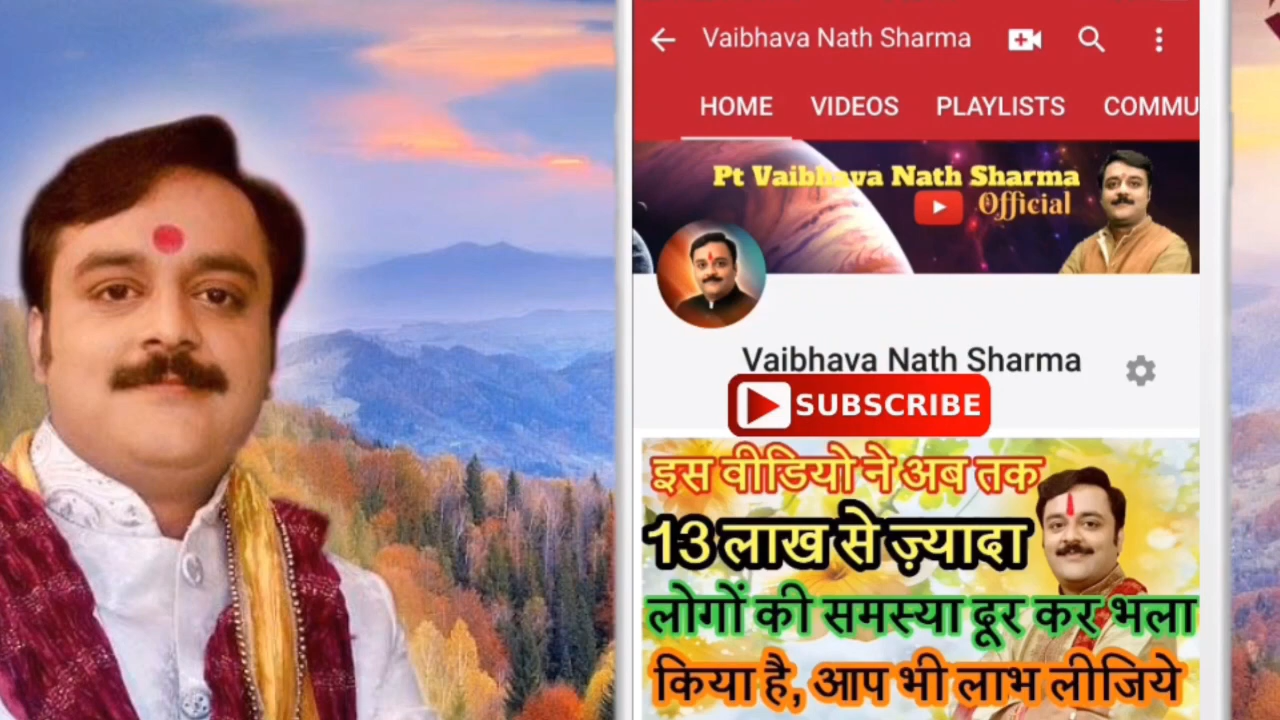 Vaibhava Nath Sharma
HOME VIDEOS PLAYLISTS COMMU
Pt Vaibhava Nath Sharma
Official
Vaibhava Nath Sharma
SUBSCRIBE
इस वीडियो ने अब तक
13 लाख से ज़्यादा
लोगों की समस्या दूर कर भला
किया है, आप भी लाभ लीजिये